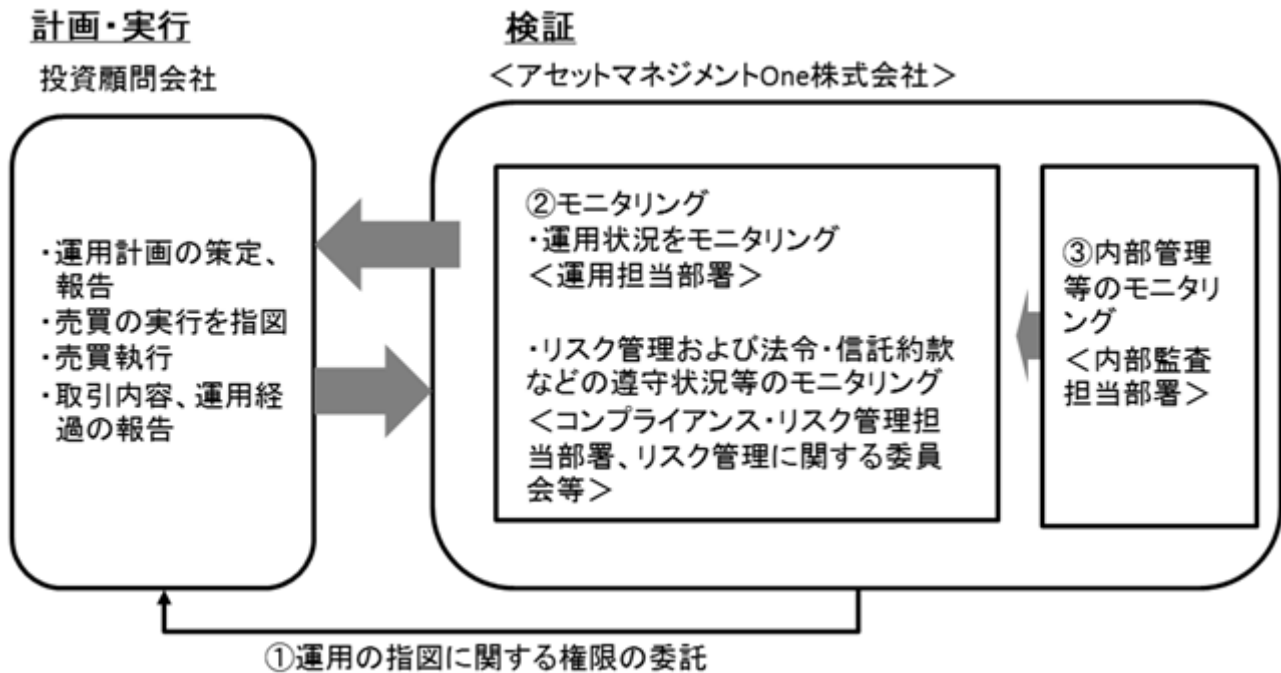 計画・実行
投資顧問会社
・運用計画の策定、
報告
・売買の実行を指図
・売買執行
・取引内容、運用経
過の報告
検証
＜アセットマネジメントOne株式会社＞
②モニタリング
・運用状況をモニタリング
＜運用担当部署＞
・リスク管理および法令・信託約款
などの遵守状況等のモニタリング
＜コンプライアンス・リスク管理担
当部署、リスク管理に関する委員
会等＞
③内部管理
等のモニタリ
ング
＜内部監査
担当部署＞
①運用の指図に関する権限の委託